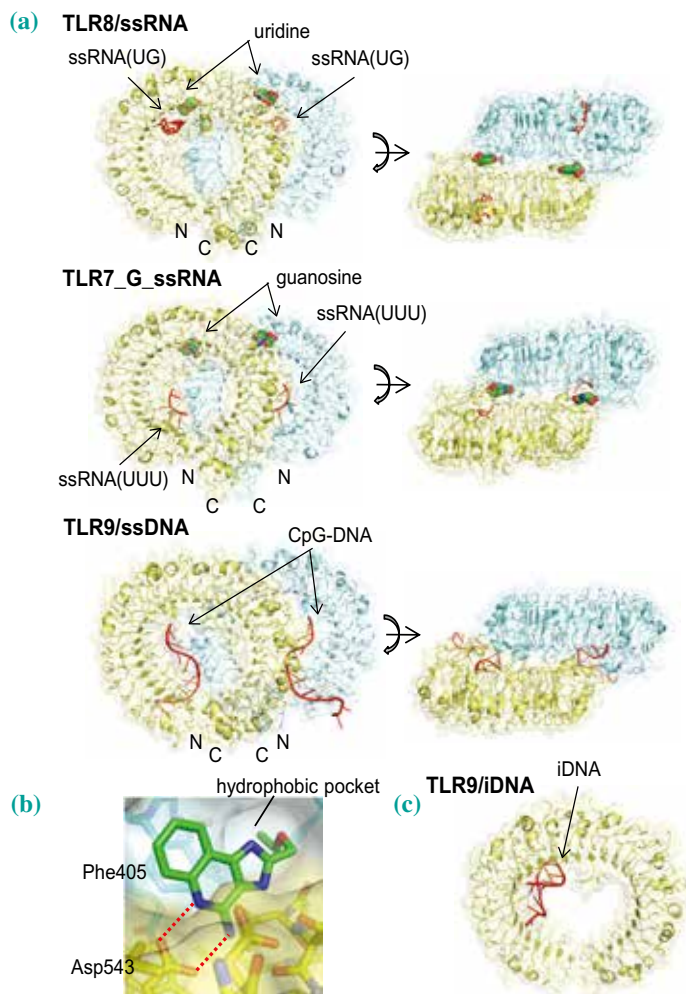 (a) TLR8/ssRNA
uridine
ssRNA(UG)
ssRNA(UG)
N
C
C
N
TLR7_G_ssRNA
guanosine
ssRNA(UUU)
ssRNA(UUU)
N
C
C
N
TLR9/ssDNA
CpG-DNA
N
C
C
N
hydrophobic pocket
(b)
Phe405
Asp543
(c) TLR9/iDNA
iDNA